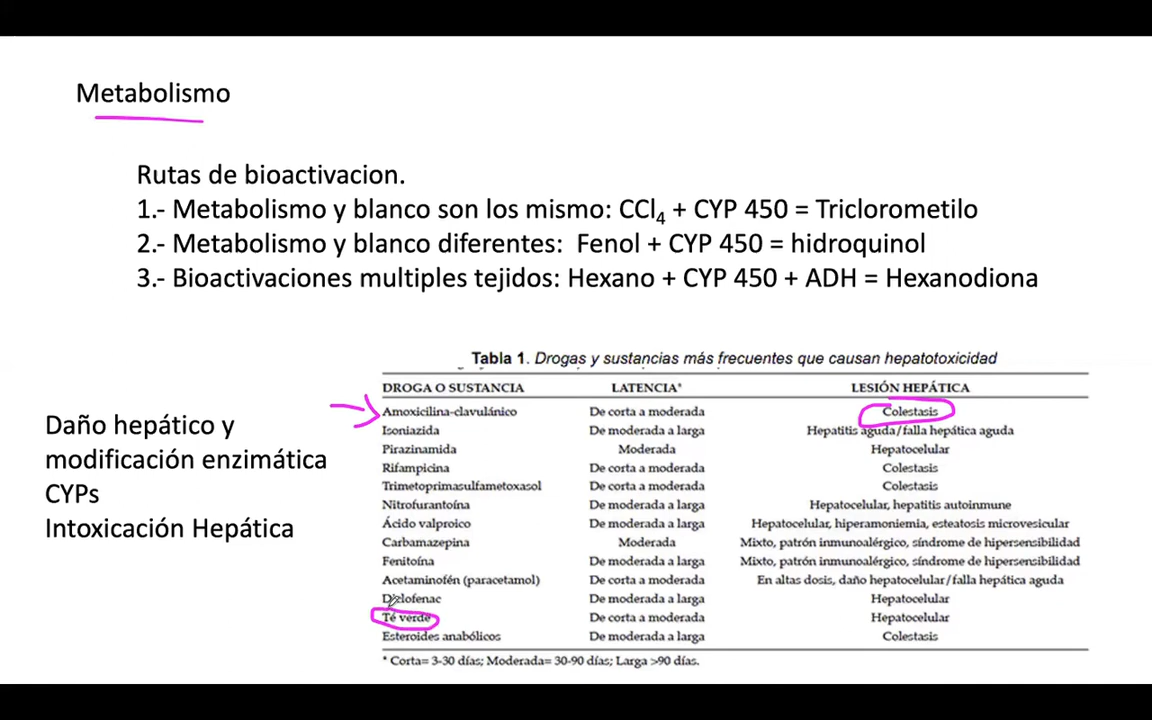 Metabolismo
Rutas de bioactivacion.
1.- Metabolismo y blanco son los mismo: CCl4 + CYP 450 = Triclorometilo
2.- Metabolismo y blanco diferentes: Fenol + CYP 450 = hidroquinol
3.- Bioactivaciones multiples tejidos: Hexano + CYP 450 + ADH = Hexanodiona
Daño hepático y
modificación enzimática
CYPs
Intoxicación Hepática
Tabla 1. Drogas y sustancias más frecuentes que causan hepatotoxicidad
DROGA O SUSTANCIA LATENCIA* LESIÓN HEPÁTICA
Amoxicilina-clavulánico De corta a moderada Colestasis
Isoniazida De moderada a larga Hepatitis aguda/falla hepática aguda
Pirazinamida Moderada Hepatocelular
Rifampicina De corta a moderada Colestasis
Trimetoprimasulfametoxasol De corta a moderada Colestasis
Nitrofurantoína De moderada a larga Hepatocelular, hepatitis autoinmune
Ácido valproico De moderada a larga Hepatocelular, hiperamoniemia, esteatosis microvesicular
Carbamazepina Moderada Mixto, patrón inmunoalérgico, síndrome de hipersensibilidad
Fenitoína De moderada a larga Mixto, patrón inmunoalérgico, síndrome de hipersensibilidad
Acetaminofén (paracetamol) De corta a moderada En altas dosis, daño hepatocelular/falla hepática aguda
Diclofenac De moderada a larga Hepatocelular
Té verde De corta a moderada Hepatocelular
Esteroides anabólicos De moderada a larga Colestasis
* Corta= 3-30 días; Moderada= 30-90 días; Larga >90 días.